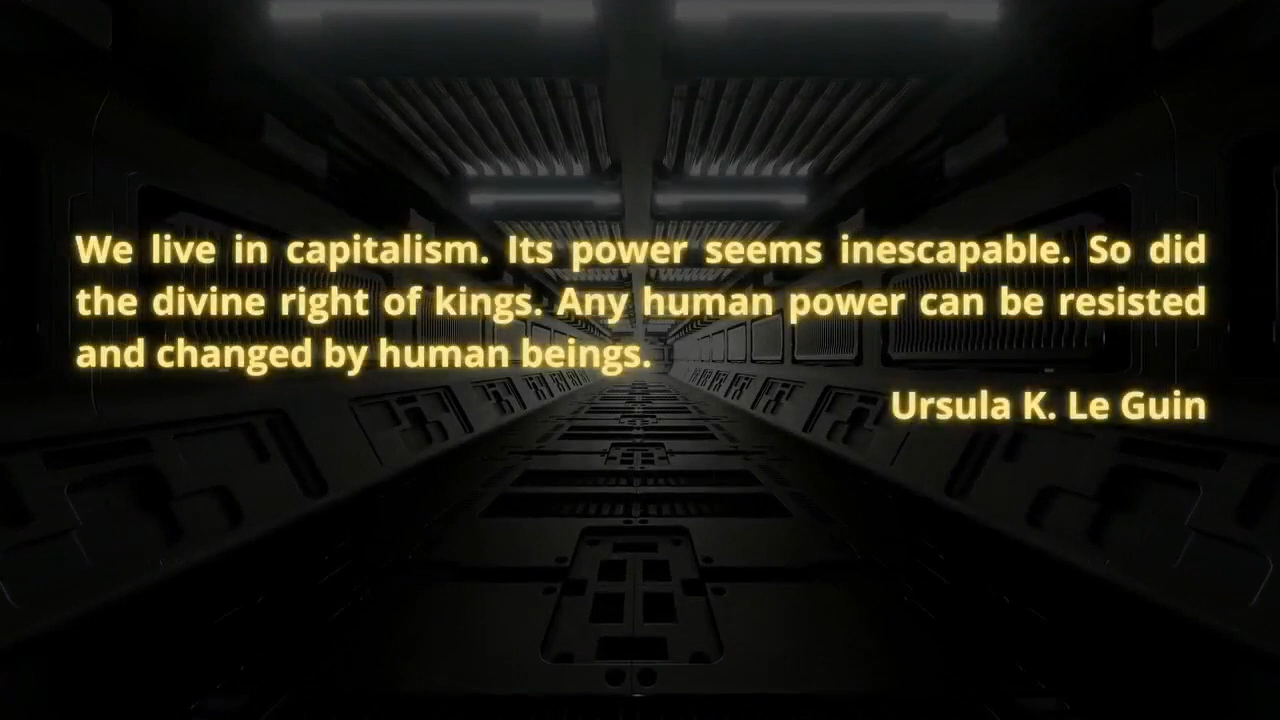 We live in capitalism. Its power seems inescapable. So did
the divine right of kings. Any human power can be resisted
and changed by human beings.
Ursula K. Le Guin